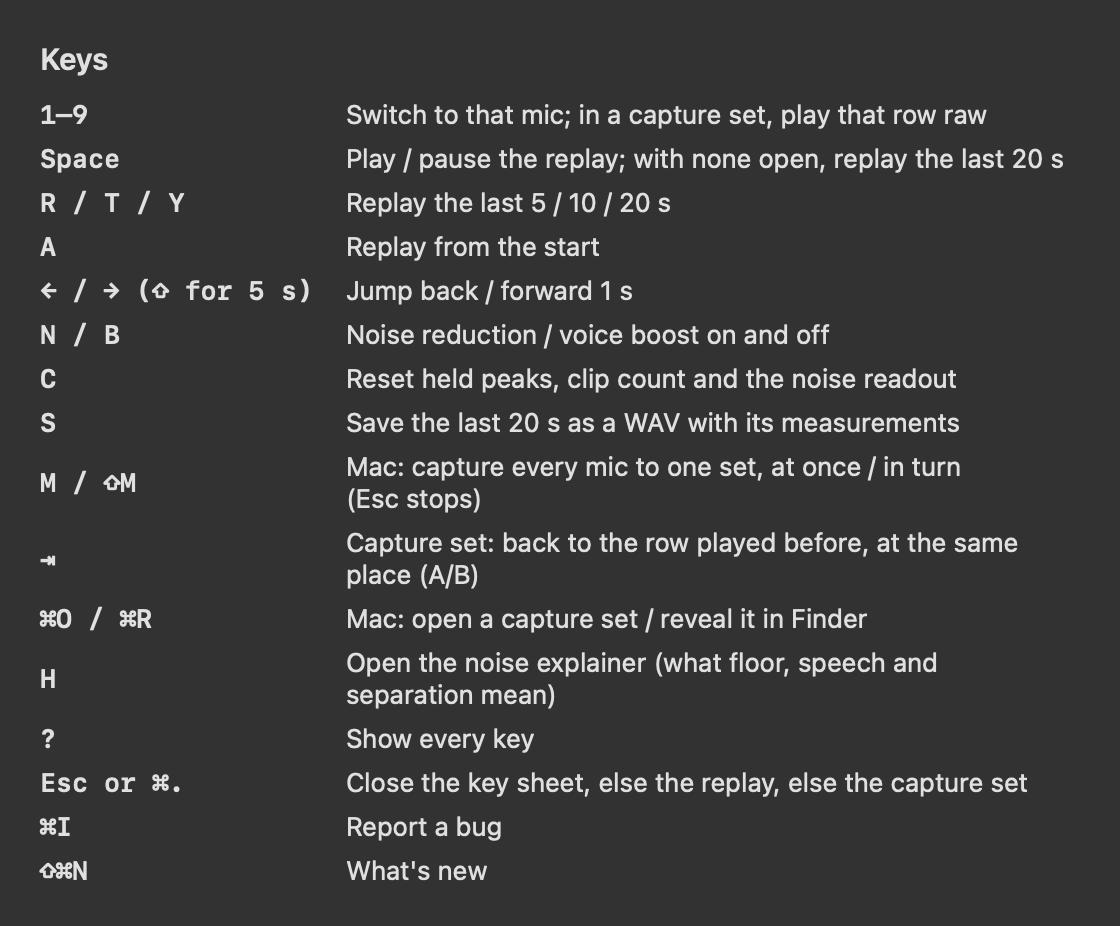 Keys
1–9 Switch to that mic; in a capture set, play that row raw
Space Play / pause the replay; with none open, replay the last 20 s
R / T / Y Replay the last 5 / 10 / 20 s
A Replay from the start
← / → (⇧ for 5 s) Jump back / forward 1 s
N / B Noise reduction / voice boost on and off
C Reset held peaks, clip count and the noise readout
S Save the last 20 s as a WAV with its measurements
M / ⇧M Mac: capture every mic to one set, at once / in turn
(Esc stops)
⇥ Capture set: back to the row played before, at the same
place (A/B)
⌘O / ⌘R Mac: open a capture set / reveal it in Finder
H Open the noise explainer (what floor, speech and
separation mean)
? Show every key
Esc or ⌘. Close the key sheet, else the replay, else the capture set
⌘I Report a bug
⇧⌘N What's new